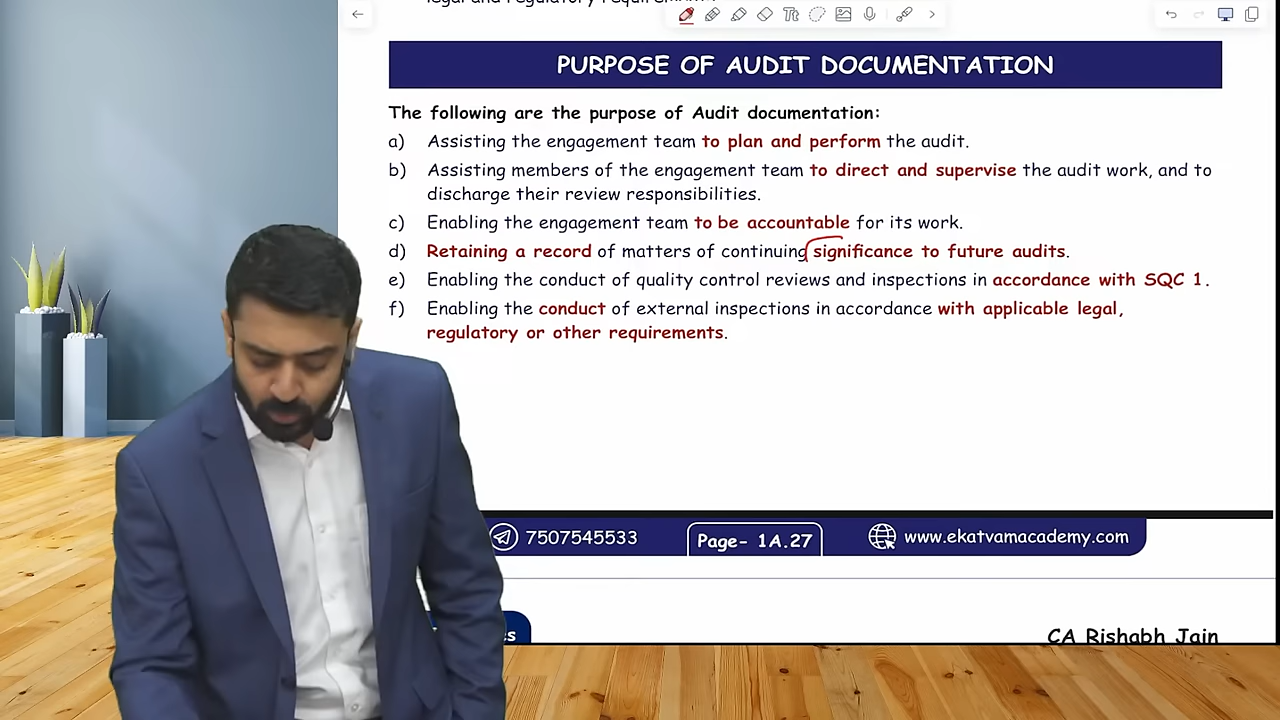 PURPOSE OF AUDIT DOCUMENTATION
The following are the purpose of Audit documentation:
a) Assisting the engagement team to plan and perform the audit.
b) Assisting members of the engagement team to direct and supervise the audit work, and to
discharge their review responsibilities.
c) Enabling the engagement team to be accountable for its work.
d) Retaining a record of matters of continuing significance to future audits.
e) Enabling the conduct of quality control reviews and inspections in accordance with SQC 1.
f) Enabling the conduct of external inspections in accordance with applicable legal,
regulatory or other requirements.
7507545533 Page- 1A.27 www.ekatvamacademy.com
CA Rishabh Jain